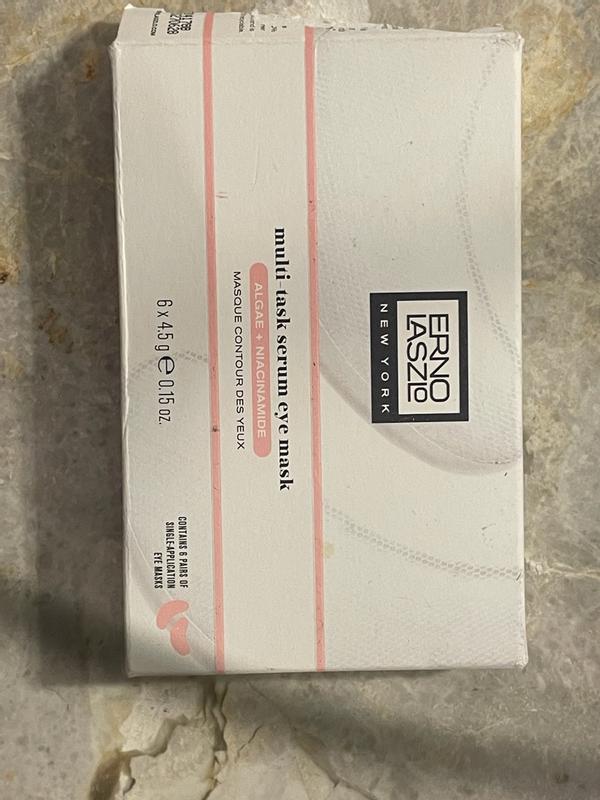 ERNO
LASZLO
NEW YORK
multi-task serum eye mask
ALGAE + NIACINAMIDE
MASQUE CONTOUR DES YEUX
6 x 4.5 g e 0.15 oz.
CONTAINS 6 PAIRS OF
SINGLE-APPLICATION
EYE MASKS